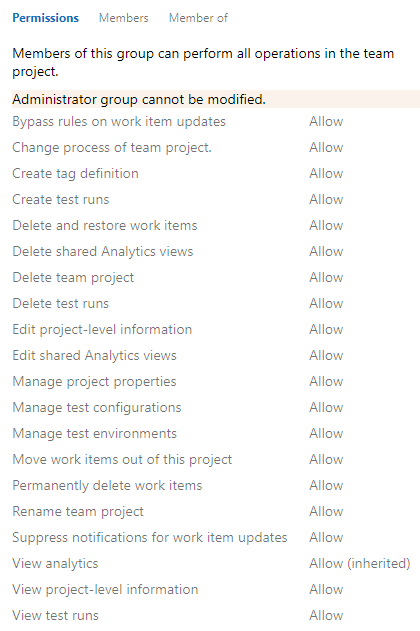 Permissions Members Member of
Members of this group can perform all operations in the team
project.
Administrator group cannot be modified.
Bypass rules on work item updates Allow
Change process of team project. Allow
Create tag definition Allow
Create test runs Allow
Delete and restore work items Allow
Delete shared Analytics views Allow
Delete team project Allow
Delete test runs Allow
Edit project-level information Allow
Edit shared Analytics views Allow
Manage project properties Allow
Manage test configurations Allow
Manage test environments Allow
Move work items out of this project Allow
Permanently delete work items Allow
Rename team project Allow
Suppress notifications for work item updates Allow
View analytics Allow (inherited)
View project-level information Allow
View test runs Allow